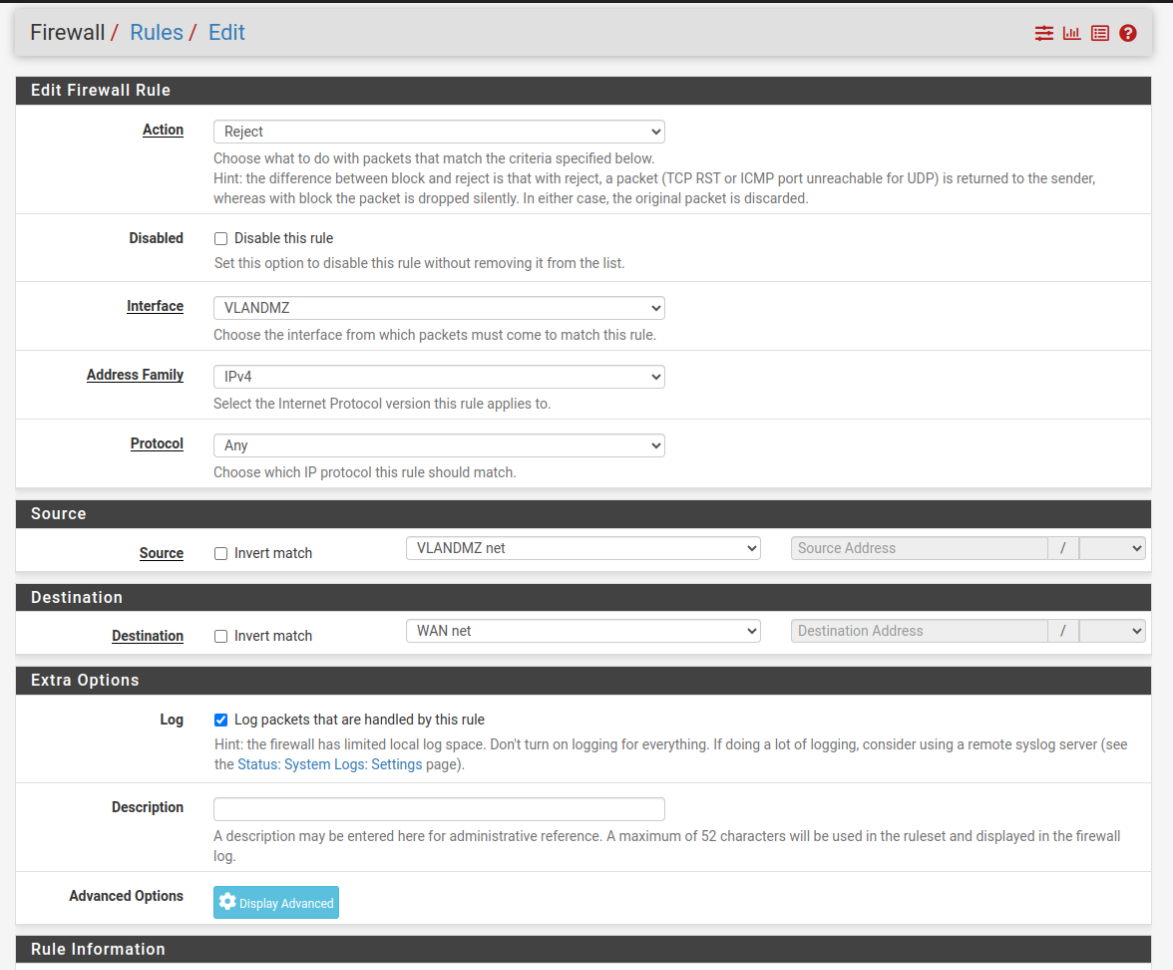 Firewall / Rules / Edit
Edit Firewall Rule
Action Reject
Choose what to do with packets that match the criteria specified below.
Hint: the difference between block and reject is that with reject, a packet (TCP RST or ICMP port unreachable for UDP) is returned to the sender,
whereas with block the packet is dropped silently. In either case, the original packet is discarded.
Disabled Disable this rule
Set this option to disable this rule without removing it from the list.
Interface VLANDMZ
Choose the interface from which packets must come to match this rule.
Address Family IPv4
Select the Internet Protocol version this rule applies to.
Protocol Any
Choose which IP protocol this rule should match.
Source
Source Invert match VLANDMZ net Source Address /
Destination
Destination Invert match WAN net Destination Address /
Extra Options
Log Log packets that are handled by this rule
Hint: the firewall has limited local log space. Don't turn on logging for everything. If doing a lot of logging, consider using a remote syslog server (see
the Status: System Logs: Settings page).
Description
A description may be entered here for administrative reference. A maximum of 52 characters will be used in the ruleset and displayed in the firewall
log.
Advanced Options Display Advanced
Rule Information